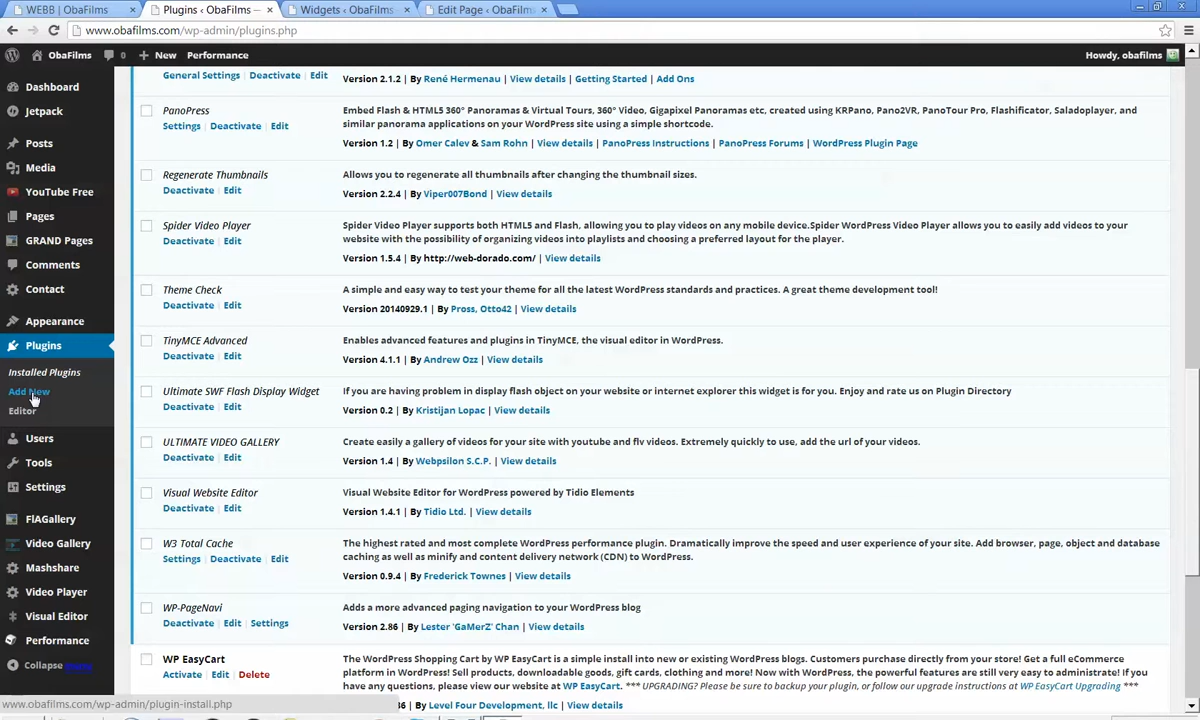 WEBB | ObaFilms
Plugins ‹ ObaFilms —
Widgets ‹ ObaFilms
Edit Page ‹ ObaFilms
www.obafilms.com/wp-admin/plugins.php
ObaFilms 0 + New Performance Howdy, obafilms
Dashboard
Jetpack
Posts
Media
YouTube Free
Pages
GRAND Pages
Comments
Contact
Appearance
Plugins
Installed Plugins
Add New
Editor
Users
Tools
Settings
FlAGallery
Video Gallery
Mashshare
Video Player
Visual Editor
Performance
Collapse
General Settings | Deactivate | Edit
Version 2.1.2 | By René Hermenau | View details | Getting Started | Add Ons
PanoPress
Settings | Deactivate | Edit
Embed Flash & HTML5 360° Panoramas & Virtual Tours, 360° Video, Gigapixel Panoramas etc, created using KRPano, Pano2VR, PanoTour Pro, Flashificator, Saladoplayer, and
similar panorama applications on your WordPress site using a simple shortcode.
Version 1.2 | By Omer Calev & Sam Rohn | View details | PanoPress Instructions | PanoPress Forums | WordPress Plugin Page
Regenerate Thumbnails
Deactivate | Edit
Allows you to regenerate all thumbnails after changing the thumbnail sizes.
Version 2.2.4 | By Viper007Bond | View details
Spider Video Player
Deactivate | Edit
Spider Video Player supports both HTML5 and Flash, allowing you to play videos on any mobile device.Spider WordPress Video Player allows you to easily add videos to your
website with the possibility of organizing videos into playlists and choosing a preferred layout for the player.
Version 1.5.4 | By http://web-dorado.com/ | View details
Theme Check
Deactivate | Edit
A simple and easy way to test your theme for all the latest WordPress standards and practices. A great theme development tool!
Version 20140929.1 | By Pross, Otto42 | View details
TinyMCE Advanced
Deactivate | Edit
Enables advanced features and plugins in TinyMCE, the visual editor in WordPress.
Version 4.1.1 | By Andrew Ozz | View details
Ultimate SWF Flash Display Widget
Deactivate | Edit
If you are having problem in display flash object on your website or internet explorer this widget is for you. Enjoy and rate us on Plugin Directory
Version 0.2 | By Kristijan Lopac | View details
ULTIMATE VIDEO GALLERY
Deactivate | Edit
Create easily a gallery of videos for your site with youtube and flv videos. Extremely quickly to use, add the url of your videos.
Version 1.4 | By Webpsilon S.C.P. | View details
Visual Website Editor
Deactivate | Edit
Visual Website Editor for WordPress powered by Tidio Elements
Version 1.4.1 | By Tidio Ltd. | View details
W3 Total Cache
Settings | Deactivate | Edit
The highest rated and most complete WordPress performance plugin. Dramatically improve the speed and user experience of your site. Add browser, page, object and database
caching as well as minify and content delivery network (CDN) to WordPress.
Version 0.9.4 | By Frederick Townes | View details
WP-PageNavi
Deactivate | Edit | Settings
Adds a more advanced paging navigation to your WordPress blog
Version 2.86 | By Lester 'GaMerZ' Chan | View details
WP EasyCart
Activate | Edit | Delete
The WordPress Shopping Cart by WP EasyCart is a simple install into new or existing WordPress blogs. Customers purchase directly from your store! Get a full eCommerce
platform in WordPress! Sell products, downloadable goods, gift cards, clothing and more! Now with WordPress, the powerful features are still very easy to administrate! If you
have any questions, please view our website at WP EasyCart. *** UPGRADING? Please be sure to backup your plugin, or follow our upgrade instructions at WP EasyCart Upgrading ***
86 | By Level Four Development, llc | View details
www.obafilms.com/wp-admin/plugin-install.php